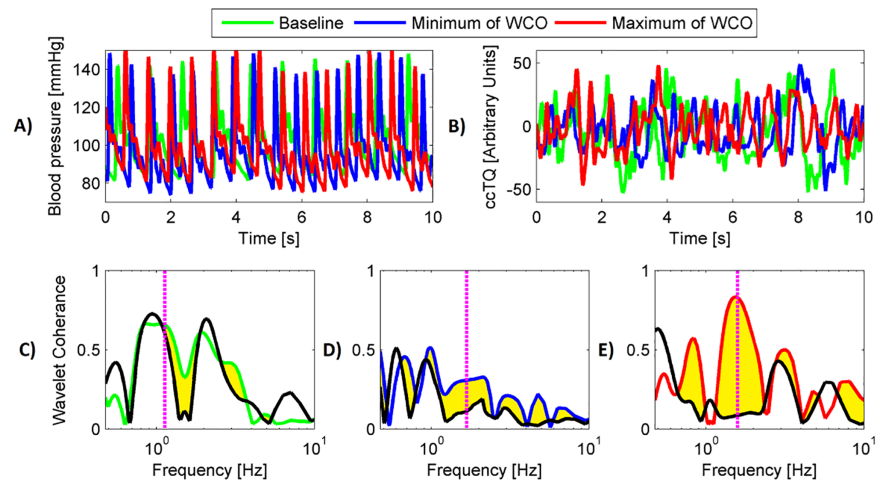 Baseline Minimum of WCO Maximum of WCO
A)
Blood pressure [mmHg]
140
120
100
80
0 2 4 6 8 10
Time [s]
B)
ccTQ [Arbitrary Units]
50
0
-50
0 2 4 6 8 10
Time [s]
C)
Wavelet Coherance
1
0.5
0
10^0 10^1
Frequency [Hz]
D)
1
0.5
0
10^0 10^1
Frequency [Hz]
E)
1
0.5
0
10^0 10^1
Frequency [Hz]